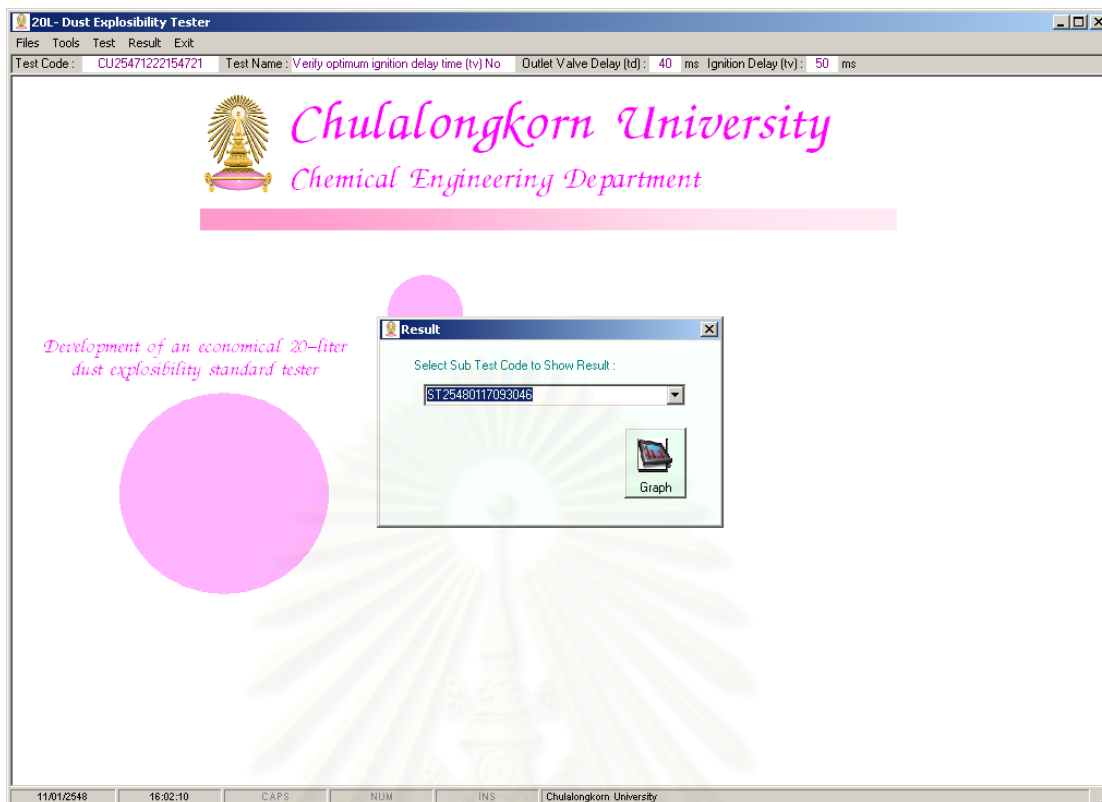 20L- Dust Explosibility Tester
Files Tools Test Result Exit
Test Code : CU25471222154721 Test Name : Verify optimum ignition delay time (tv) No Outlet Valve Delay (td) : 40 ms Ignition Delay (tv) : 50 ms
Chulalongkorn University
Chemical Engineering Department
Development of an economical 20-liter
dust explosibility standard tester
Result
Select Sub Test Code to Show Result :
ST25480117093046
Graph
11/01/2548 16:02:10 CAPS NUM INS Chulalongkorn University